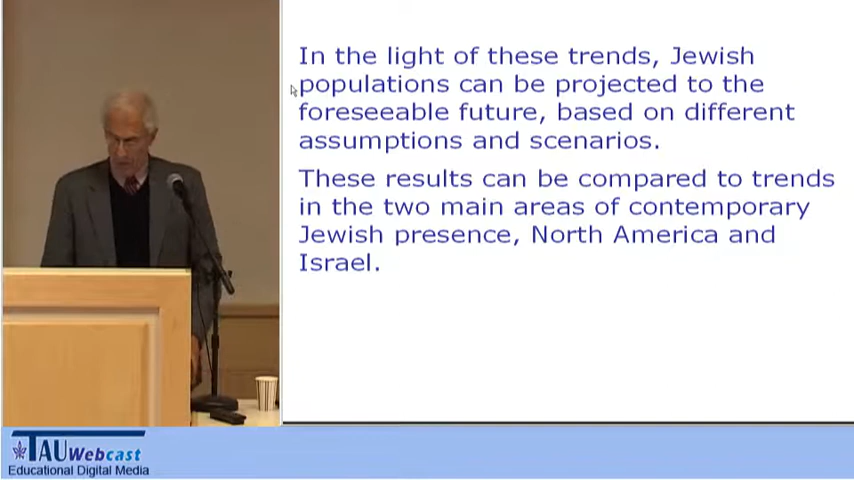 In the light of these trends, Jewish
populations can be projected to the
foreseeable future, based on different
assumptions and scenarios.
These results can be compared to trends
in the two main areas of contemporary
Jewish presence, North America and
Israel.
TAU Webcast
Educational Digital Media